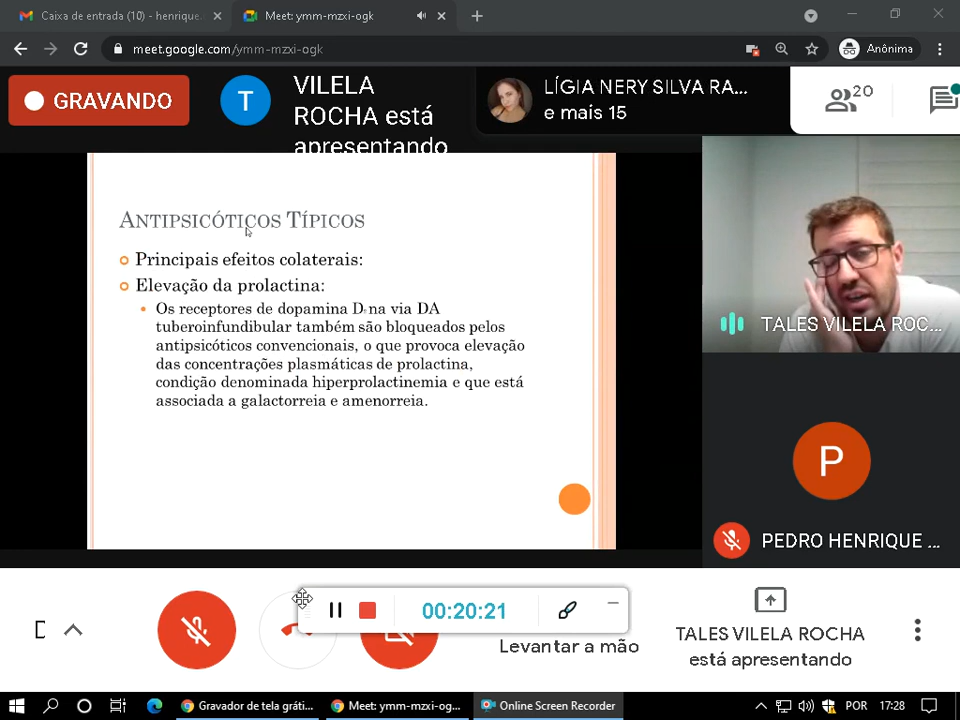 Caixa de entrada (10) - henrique.
Meet: ymm-mzxi-ogk
meet.google.com/ymm-mzxi-ogk
Anônima
GRAVANDO
T
VILELA
ROCHA está
apresentando
LÍGIA NERY SILVA RA...
e mais 15
20
ANTIPSICÓTICOS TÍPICOS
Principais efeitos colaterais:
Elevação da prolactina:
Os receptores de dopamina D₂ na via DA
tuberoinfundibular também são bloqueados pelos
antipsicóticos convencionais, o que provoca elevação
das concentrações plasmáticas de prolactina,
condição denominada hiperprolactinemia e que está
associada a galactorreia e amenorreia.
TALES VILELA ROC...
P
PEDRO HENRIQUE ...
00:20:21
Levantar a mão
TALES VILELA ROCHA
está apresentando
Gravador de tela gráti...
Meet: ymm-mzxi-og...
Online Screen Recorder
POR
17:28